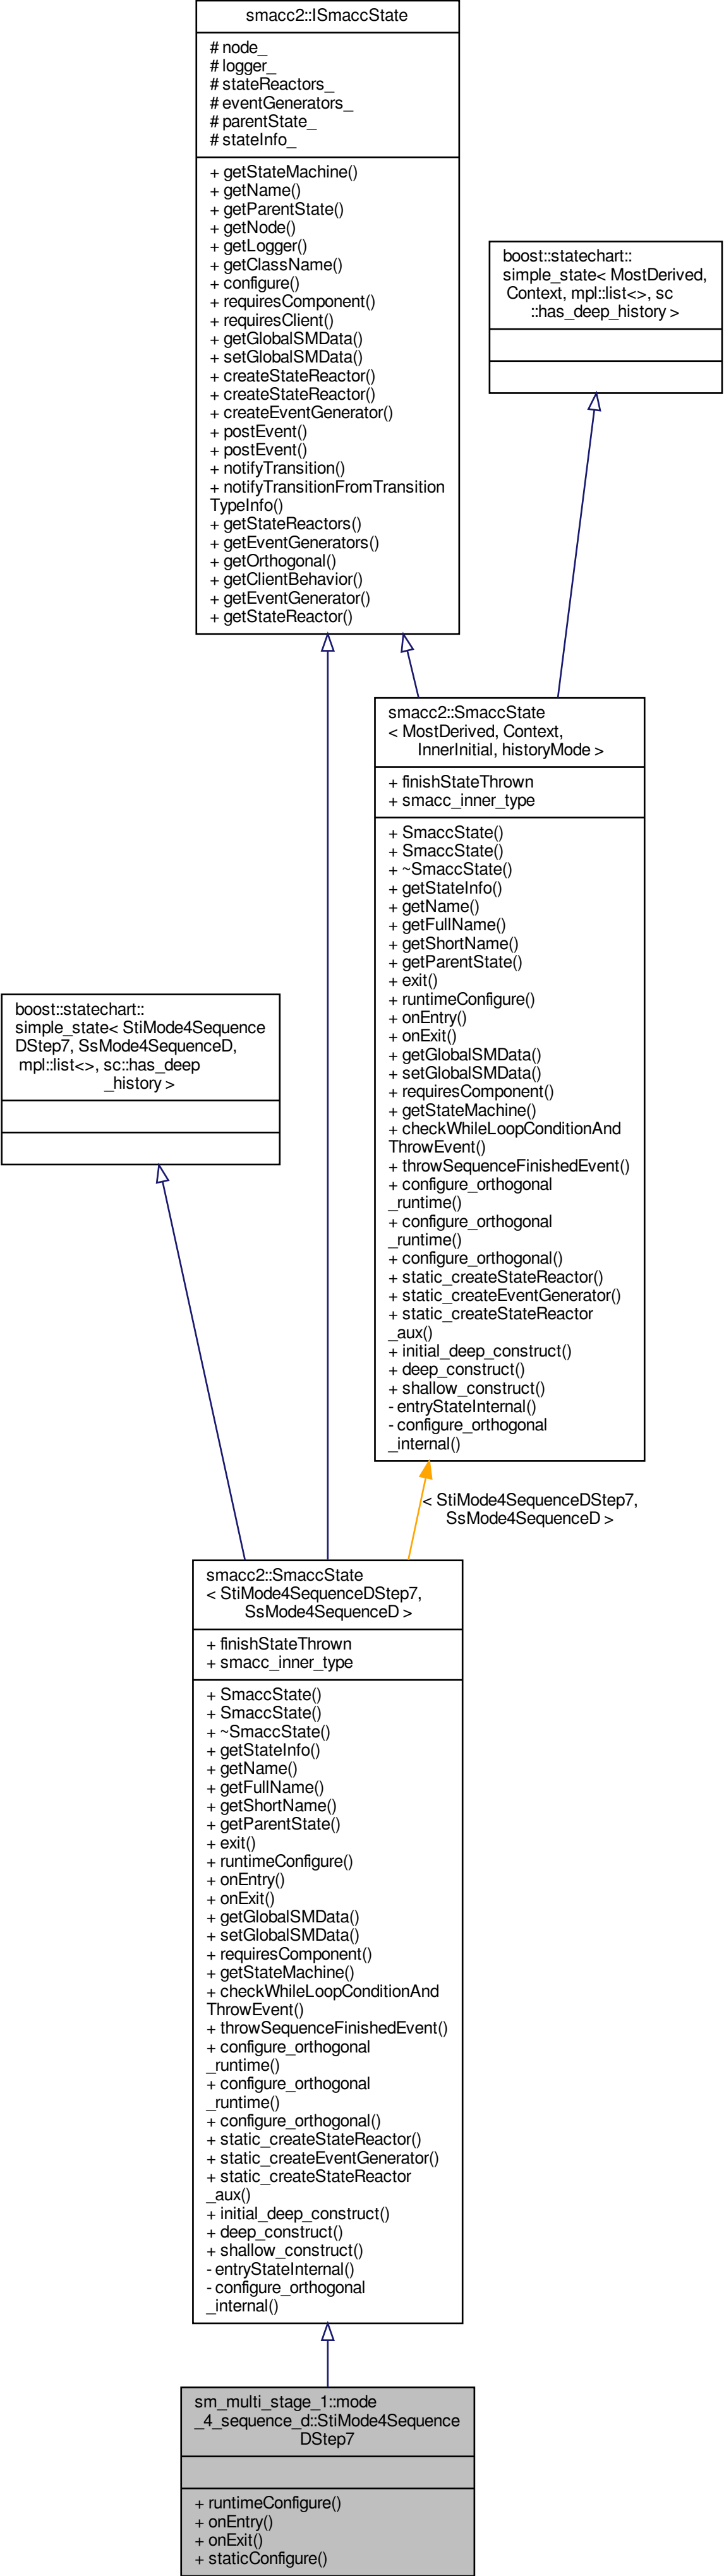 smacc2::ISmaccState
# node_
# logger_
# stateReactors_
# eventGenerators_
# parentState_
# stateInfo_
+ getStateMachine()
+ getName()
+ getParentState()
+ getNode()
+ getLogger()
+ getClassName()
+ configure()
+ requiresComponent()
+ requiresClient()
+ getGlobalSMData()
+ setGlobalSMData()
+ createStateReactor()
+ createStateReactor()
+ createEventGenerator()
+ postEvent()
+ postEvent()
+ notifyTransition()
+ notifyTransitionFromTransition
TypeInfo()
+ getStateReactors()
+ getEventGenerators()
+ getOrthogonal()
+ getClientBehavior()
+ getEventGenerator()
+ getStateReactor()
boost::statechart::
simple_state< MostDerived,
Context, mpl::list<>, sc
::has_deep_history >
smacc2::SmaccState
< MostDerived, Context,
InnerInitial, historyMode >
+ finishStateThrown
+ smacc_inner_type
+ SmaccState()
+ SmaccState()
+ ~SmaccState()
+ getStateInfo()
+ getName()
+ getFullName()
+ getShortName()
+ getParentState()
+ exit()
+ runtimeConfigure()
+ onEntry()
+ onExit()
+ getGlobalSMData()
+ setGlobalSMData()
+ requiresComponent()
+ getStateMachine()
+ checkWhileLoopConditionAnd
ThrowEvent()
+ throwSequenceFinishedEvent()
+ configure_orthogonal
_runtime()
+ configure_orthogonal
_runtime()
+ configure_orthogonal()
+ static_createStateReactor()
+ static_createEventGenerator()
+ static_createStateReactor
_aux()
+ initial_deep_construct()
+ deep_construct()
+ shallow_construct()
- entryStateInternal()
- configure_orthogonal
_internal()
boost::statechart::
simple_state< StiMode4Sequence
DStep7, SsMode4SequenceD,
mpl::list<>, sc::has_deep
_history >
< StiMode4SequenceDStep7,
SsMode4SequenceD >
smacc2::SmaccState
< StiMode4SequenceDStep7,
SsMode4SequenceD >
+ finishStateThrown
+ smacc_inner_type
+ SmaccState()
+ SmaccState()
+ ~SmaccState()
+ getStateInfo()
+ getName()
+ getFullName()
+ getShortName()
+ getParentState()
+ exit()
+ runtimeConfigure()
+ onEntry()
+ onExit()
+ getGlobalSMData()
+ setGlobalSMData()
+ requiresComponent()
+ getStateMachine()
+ checkWhileLoopConditionAnd
ThrowEvent()
+ throwSequenceFinishedEvent()
+ configure_orthogonal
_runtime()
+ configure_orthogonal
_runtime()
+ configure_orthogonal()
+ static_createStateReactor()
+ static_createEventGenerator()
+ static_createStateReactor
_aux()
+ initial_deep_construct()
+ deep_construct()
+ shallow_construct()
- entryStateInternal()
- configure_orthogonal
_internal()
sm_multi_stage_1::mode
_4_sequence_d::StiMode4Sequence
DStep7
+ runtimeConfigure()
+ onEntry()
+ onExit()
+ staticConfigure()